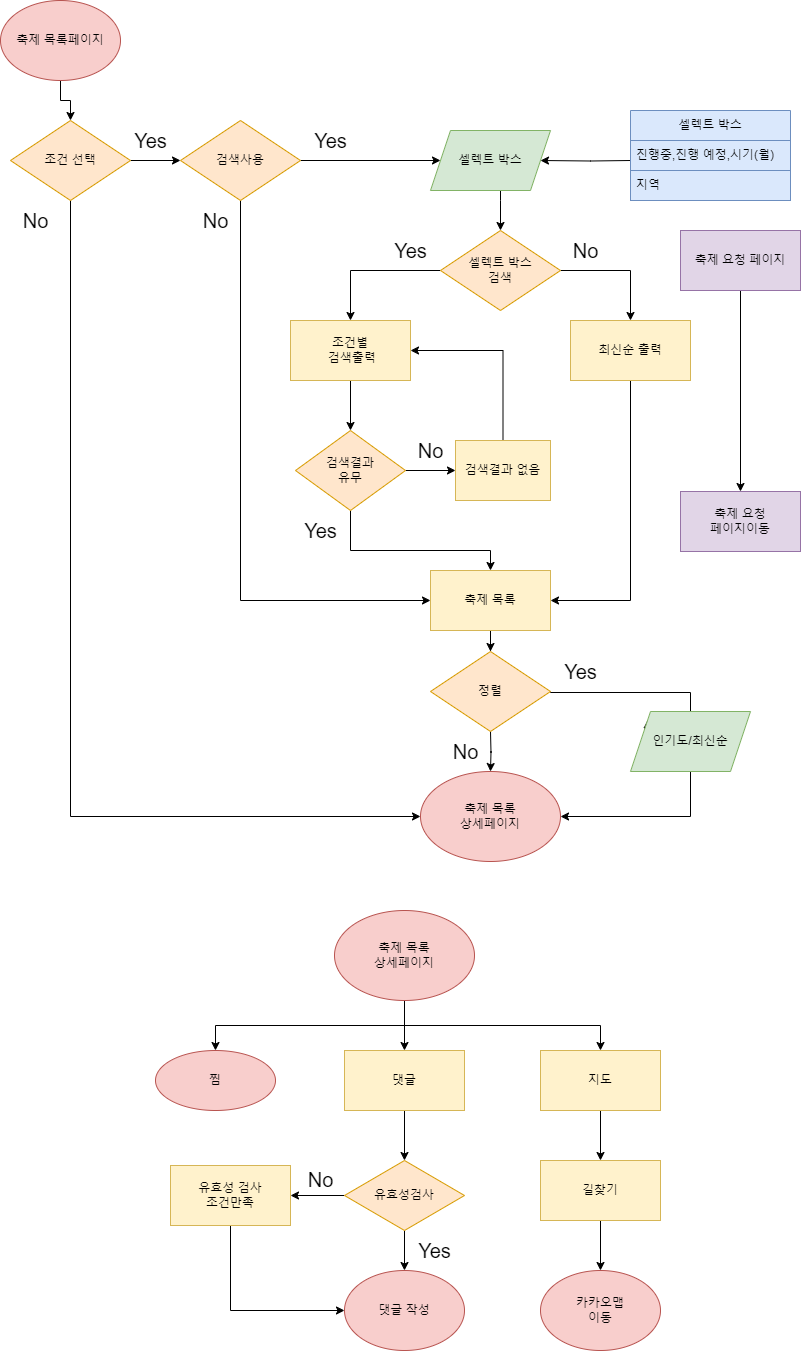 축제 목록페이지
조건 선택
Yes
검색사용
Yes
셀렉트 박스
셀렉트 박스
진행중,진행 예정,시기(월)
지역
No
No
Yes
셀렉트 박스
검색
No
축제 요청 페이지
조건별
검색출력
최신순 출력
검색결과
유무
No
검색결과 없음
축제 요청
페이지이동
Yes
축제 목록
정렬
Yes
인기도/최신순
No
축제 목록
상세페이지
축제 목록
상세페이지
찜
댓글
지도
유효성 검사
조건만족
No
유효성검사
길찾기
Yes
댓글 작성
카카오맵
이동